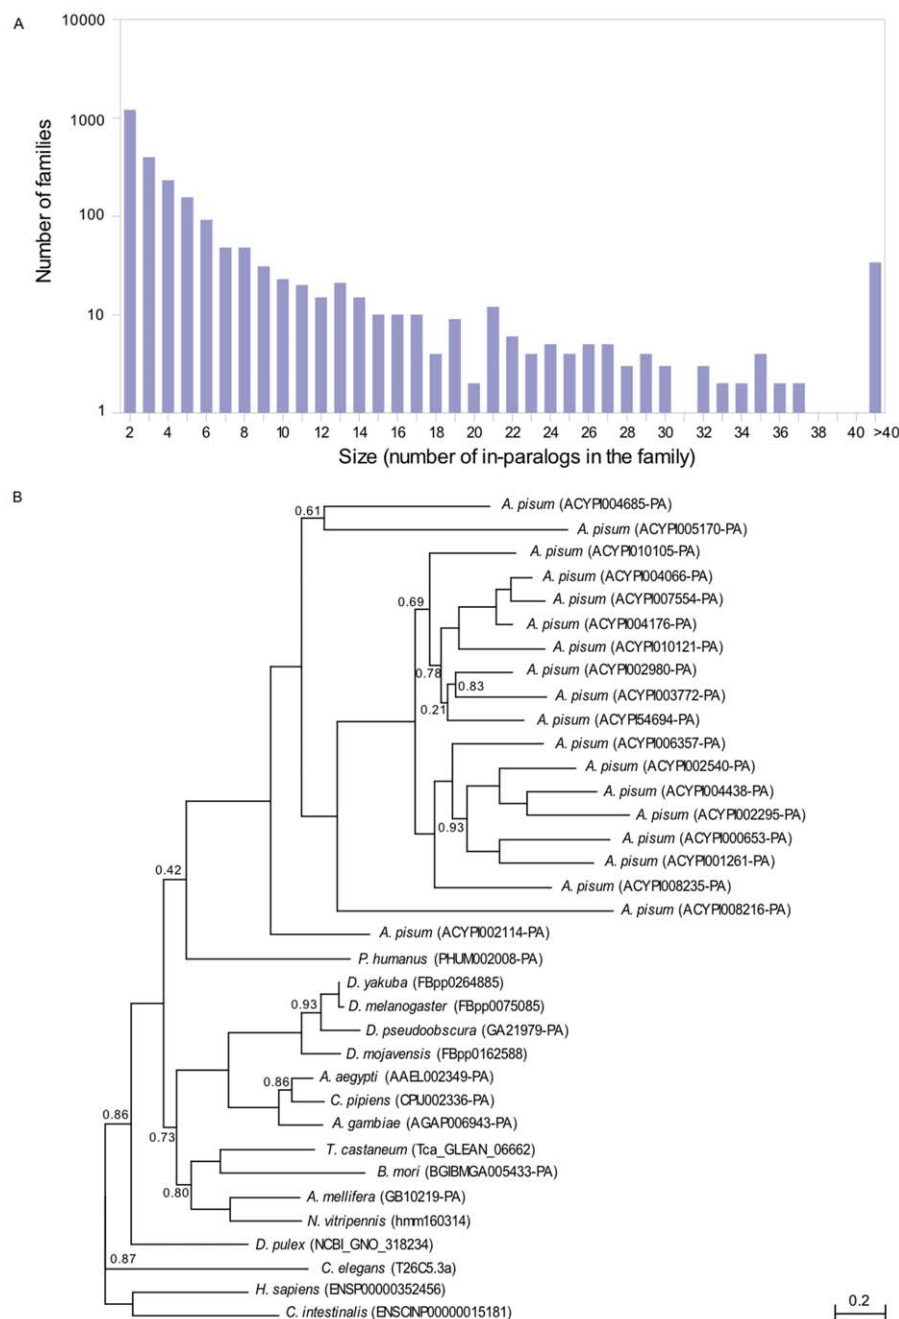 A
10000
1000
100
10
1
Number of families
2 4 6 8 10 12 14 16 18 20 22 24 26 28 30 32 34 36 38 40 >40
Size (number of in-paralogs in the family)
B
0.61
A. pisum (ACYPI004685-PA)
A. pisum (ACYPI005170-PA)
A. pisum (ACYPI010105-PA)
A. pisum (ACYPI004066-PA)
0.69
A. pisum (ACYPI007554-PA)
A. pisum (ACYPI004176-PA)
A. pisum (ACYPI010121-PA)
0.78
A. pisum (ACYPI002980-PA)
0.83
A. pisum (ACYPI003772-PA)
0.21
A. pisum (ACYPI54694-PA)
A. pisum (ACYPI006357-PA)
A. pisum (ACYPI002540-PA)
A. pisum (ACYPI004438-PA)
A. pisum (ACYPI002295-PA)
0.93
A. pisum (ACYPI000653-PA)
A. pisum (ACYPI001261-PA)
0.42
A. pisum (ACYPI008235-PA)
A. pisum (ACYPI008216-PA)
A. pisum (ACYPI002114-PA)
P. humanus (PHUM002008-PA)
D. yakuba (FBpp0264885)
0.93
D. melanogaster (FBpp0075085)
D. pseudoobscura (GA21979-PA)
D. mojavensis (FBpp0162588)
0.86
A. aegypti (AAEL002349-PA)
C. pipiens (CPIJ002336-PA)
0.86
A. gambiae (AGAP006943-PA)
0.73
T. castaneum (Tca_GLEAN_06662)
B. mori (BGIBMGA005433-PA)
0.80
A. mellifera (GB10219-PA)
N. vitripennis (hmm160314)
D. pulex (NCBI_GNO_318234)
0.87
C. elegans (T26C5.3a)
H. sapiens (ENSP00000352456)
C. intestinalis (ENSCINP00000015181)
0.2